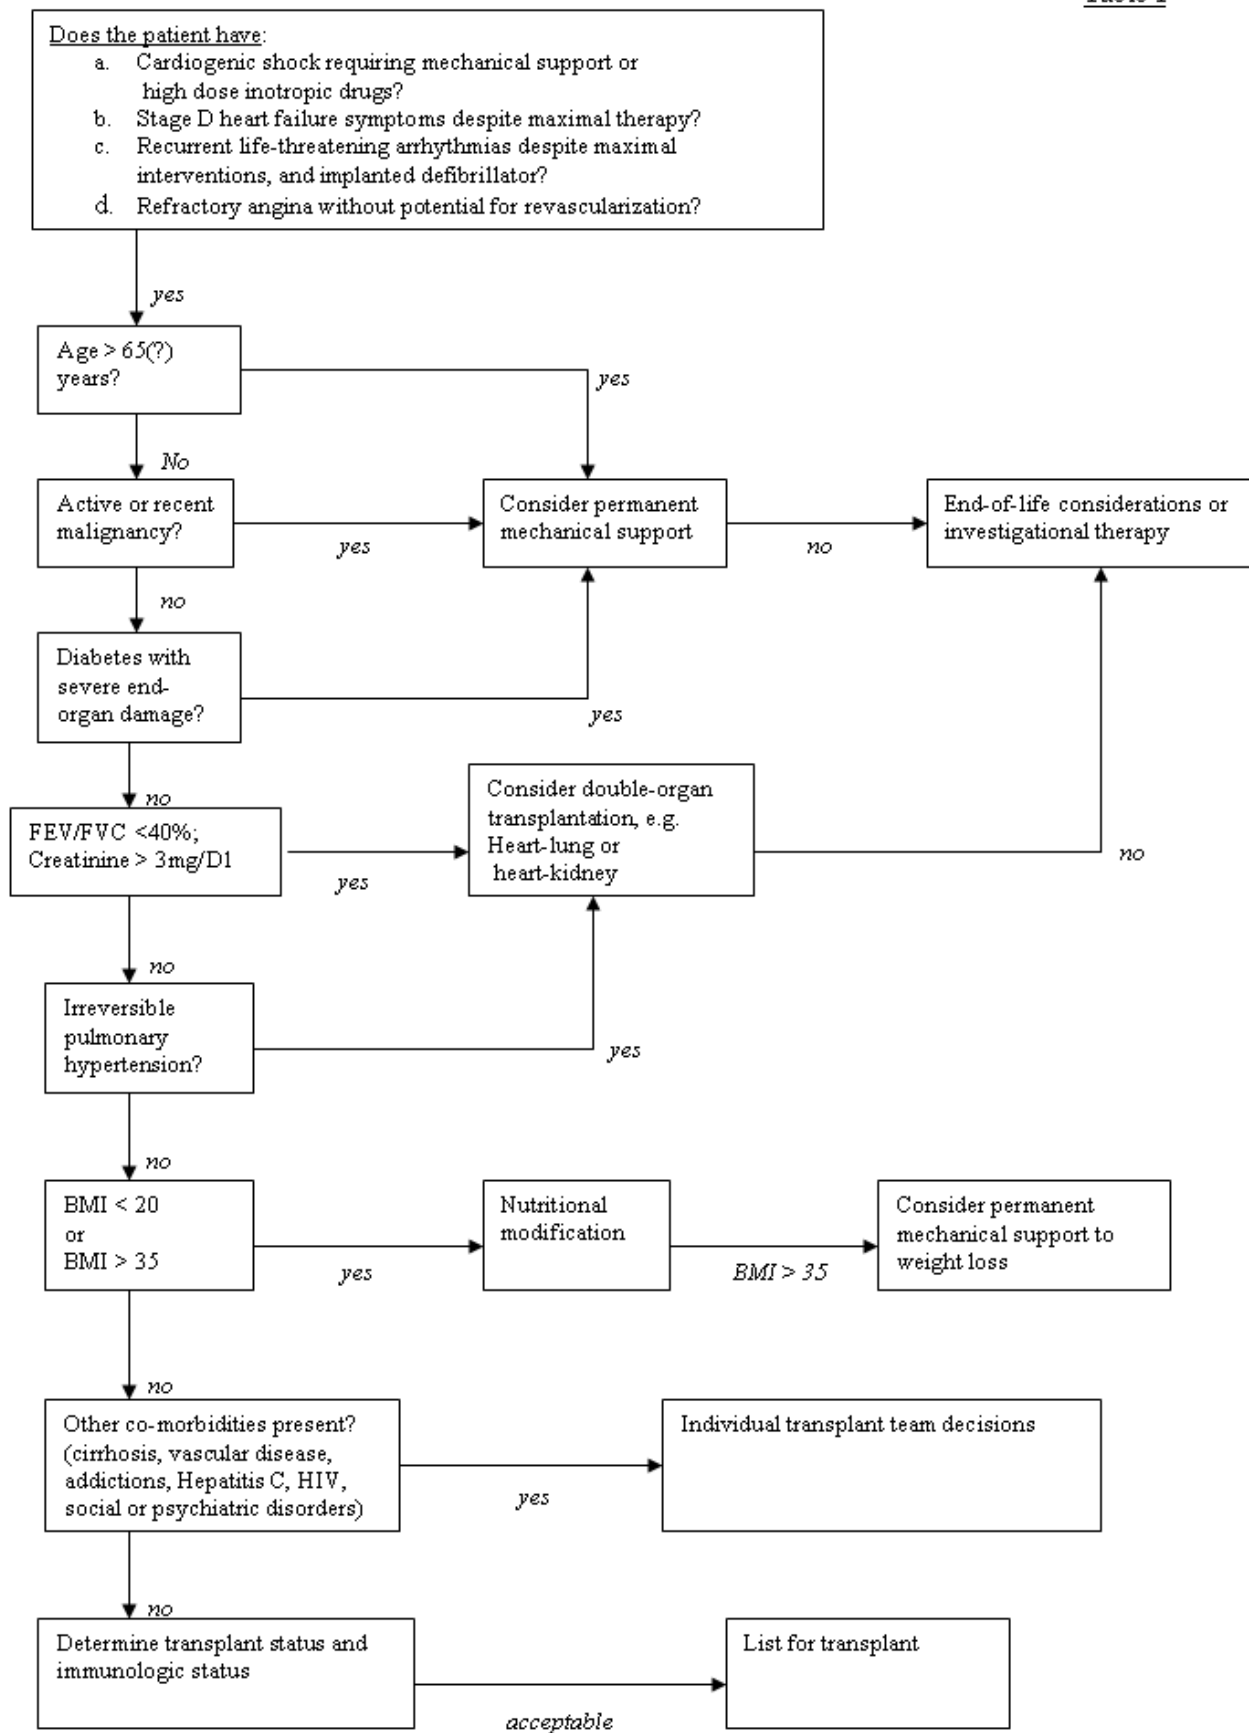 Does the patient have:
a. Cardiogenic shock requiring mechanical support or
high dose inotropic drugs?
b. Stage D heart failure symptoms despite maximal therapy?
c. Recurrent life-threatening arrhythmias despite maximal
interventions, and implanted defibrillator?
d. Refractory angina without potential for revascularization?
yes
Age > 65(?)
years?
yes
No
Active or recent
malignancy?
yes
Consider permanent
mechanical support
no
End-of-life considerations or
investigational therapy
no
Diabetes with
severe end-
organ damage?
yes
no
FEV/FVC <40%;
Creatinine > 3mg/D1
yes
Consider double-organ
transplantation, e.g.
Heart-lung or
heart-kidney
no
no
Irreversible
pulmonary
hypertension?
yes
no
BMI < 20
or
BMI > 35
yes
Nutritional
modification
BMI > 35
Consider permanent
mechanical support to
weight loss
no
Other co-morbidities present?
(cirrhosis, vascular disease,
addictions, Hepatitis C, HIV,
social or psychiatric disorders)
yes
Individual transplant team decisions
no
Determine transplant status and
immunologic status
acceptable
List for transplant